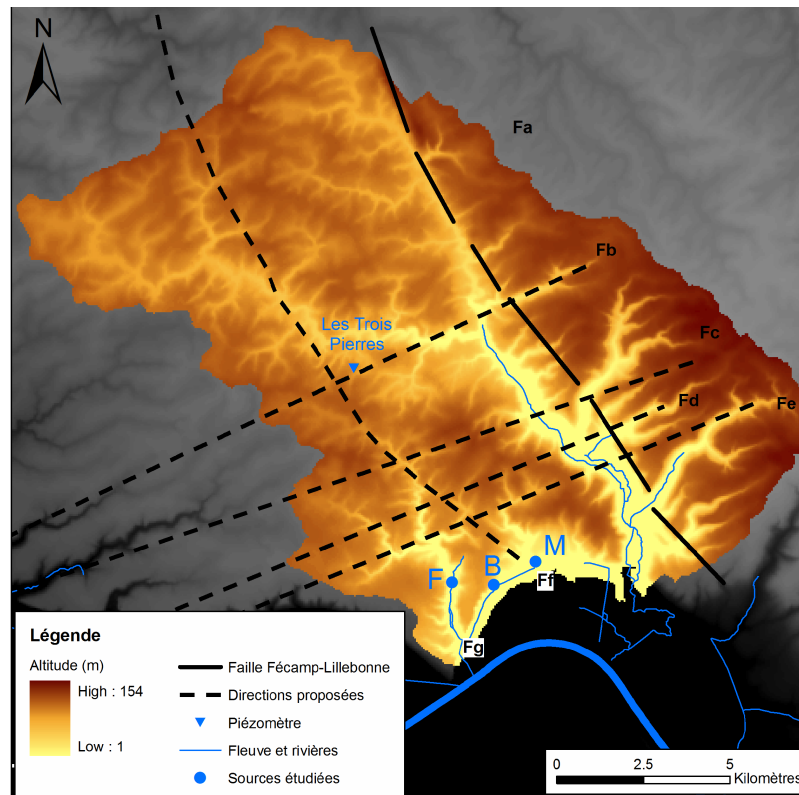 N
Fa
Fb
Les Trois
Pierres
Fc
Fd
Fe
M
F
B
Ff
Fg
Légende
Altitude (m)
High : 154
Low : 1
Faille Fécamp-Lillebonne
Directions proposées
Piézomètre
Fleuve et rivières
Sources étudiées
0
2.5
5
Kilomètres